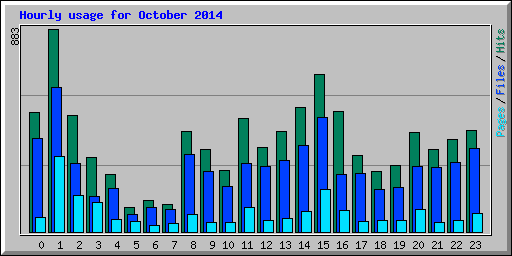 Hourly usage for October 2014
883
Pages/Files/Hits
0 1 2 3 4 5 6 7 8 9 10 11 12 13 14 15 16 17 18 19 20 21 22 23